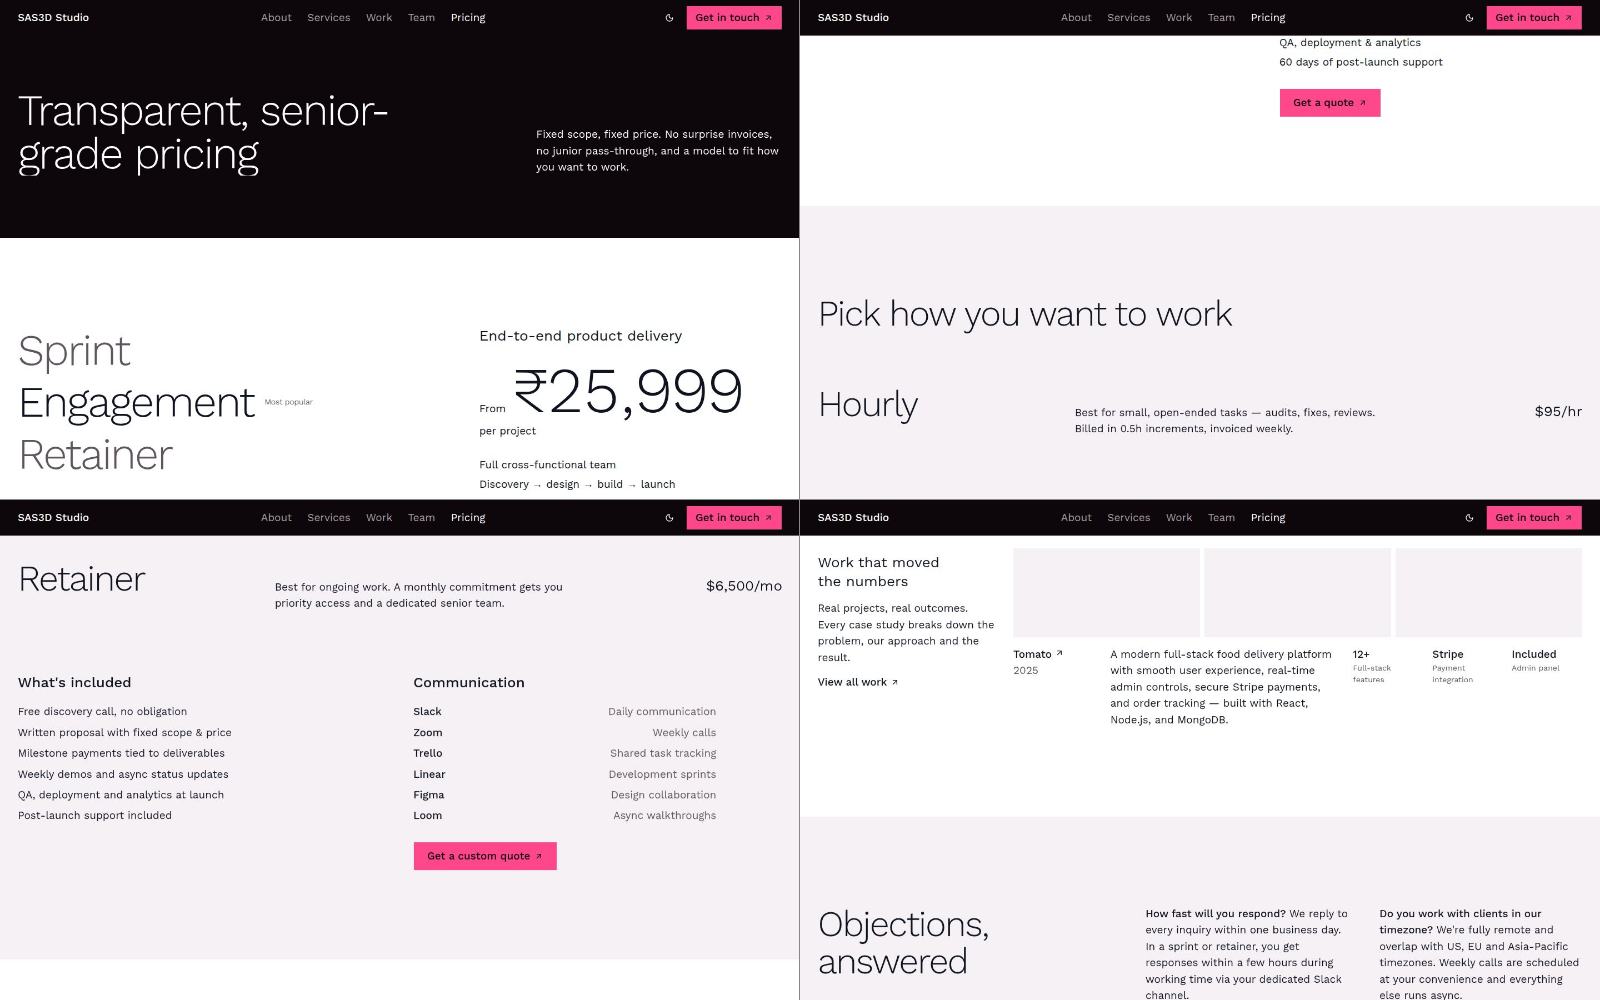 SAS3D Studio
About Services Work Team Pricing
Get in touch ↗
Transparent, senior-
grade pricing
Fixed scope, fixed price. No surprise invoices,
no junior pass-through, and a model to fit how
you want to work.
Sprint
Engagement Most popular
Retainer
End-to-end product delivery
From ₹25,999
per project
Full cross-functional team
Discovery → design → build → launch
SAS3D Studio
About Services Work Team Pricing
Get in touch ↗
QA, deployment & analytics
60 days of post-launch support
Get a quote ↗
Pick how you want to work
Hourly
Best for small, open-ended tasks — audits, fixes, reviews.
Billed in 0.5h increments, invoiced weekly.
$95/hr
SAS3D Studio
About Services Work Team Pricing
Get in touch ↗
Retainer
Best for ongoing work. A monthly commitment gets you
priority access and a dedicated senior team.
$6,500/mo
What's included
Free discovery call, no obligation
Written proposal with fixed scope & price
Milestone payments tied to deliverables
Weekly demos and async status updates
QA, deployment and analytics at launch
Post-launch support included
Communication
Slack Daily communication
Zoom Weekly calls
Trello Shared task tracking
Linear Development sprints
Figma Design collaboration
Loom Async walkthroughs
Get a custom quote ↗
SAS3D Studio
About Services Work Team Pricing
Get in touch ↗
Work that moved
the numbers
Real projects, real outcomes.
Every case study breaks down the
problem, our approach and the
result.
View all work ↗
Tomato ↗
2025
A modern full-stack food delivery platform
with smooth user experience, real-time
admin controls, secure Stripe payments,
and order tracking — built with React,
Node.js, and MongoDB.
12+
Full-stack
features
Stripe
Payment
integration
Included
Admin panel
Objections,
answered
How fast will you respond? We reply to
every inquiry within one business day.
In a sprint or retainer, you get
responses within a few hours during
working time via your dedicated Slack
channel.
Do you work with clients in our
timezone? We're fully remote and
overlap with US, EU and Asia-Pacific
timezones. Weekly calls are scheduled
at your convenience and everything
else runs async.